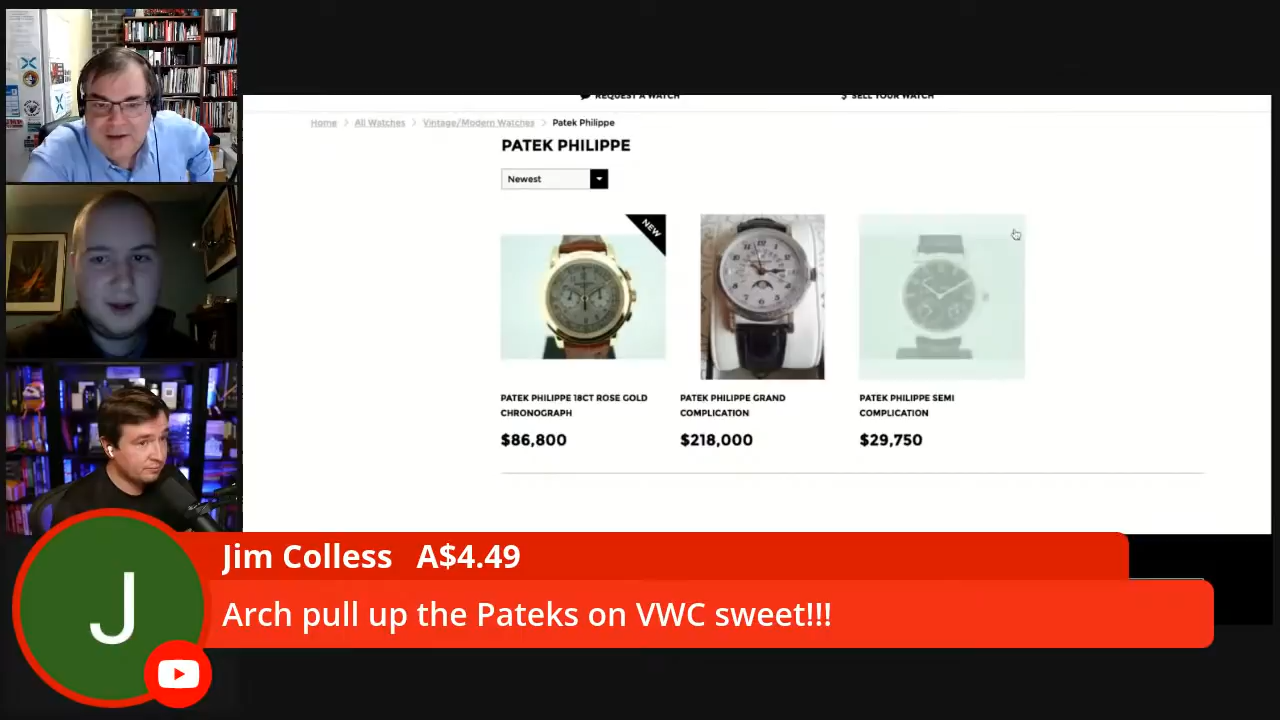 REQUEST A WATCH
$ SELL YOUR WATCH
Home > All Watches > Vintage/Modern Watches > Patek Philippe
PATEK PHILIPPE
Newest
NEW
PATEK PHILIPPE 18CT ROSE GOLD
CHRONOGRAPH
$86,800
PATEK PHILIPPE GRAND
COMPLICATION
$218,000
PATEK PHILIPPE SEMI
COMPLICATION
$29,750
J
Jim Colless A$4.49
Arch pull up the Pateks on VWC sweet!!!